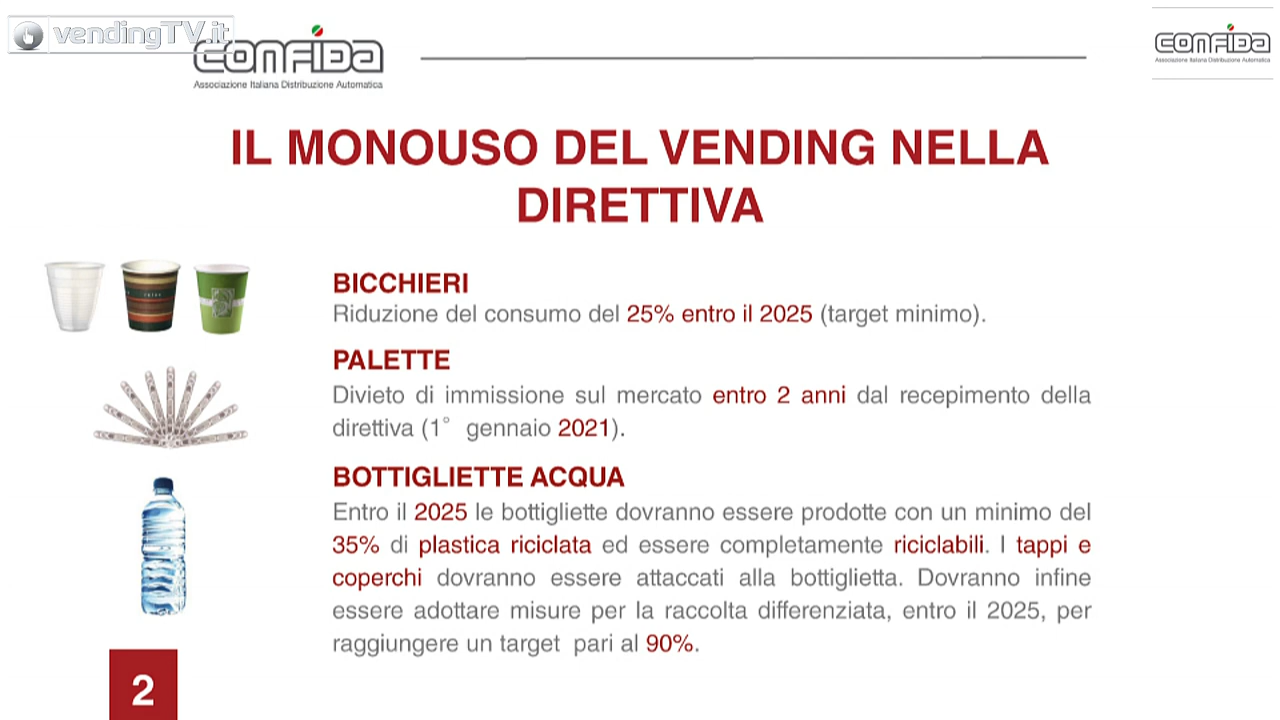 vendingTV.it
CONFIDA
Associazione Italiana Distribuzione Automatica
CONFIDA
Associazione Italiana Distribuzione Automatica
IL MONOUSO DEL VENDING NELLA
DIRETTIVA
BICCHIERI
Riduzione del consumo del 25% entro il 2025 (target minimo).
PALETTE
Divieto di immissione sul mercato entro 2 anni dal recepimento della
direttiva (1° gennaio 2021).
BOTTIGLIETTE ACQUA
Entro il 2025 le bottigliette dovranno essere prodotte con un minimo del
35% di plastica riciclata ed essere completamente riciclabili. I tappi e
coperchi dovranno essere attaccati alla bottiglietta. Dovranno infine
essere adottare misure per la raccolta differenziata, entro il 2025, per
raggiungere un target pari al 90%.
2